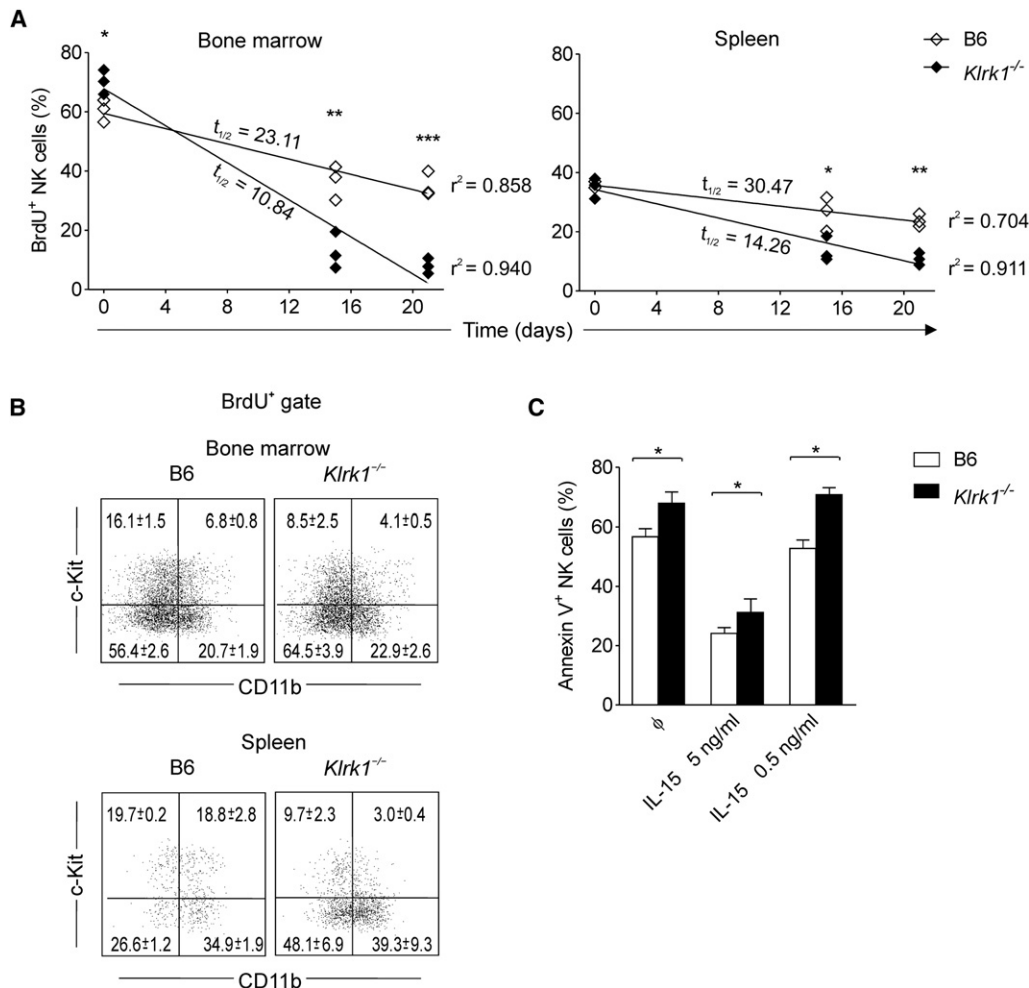 A
Bone marrow
Spleen
B6
Klrk1⁻/⁻
BrdU⁺ NK cells (%)
80
60
40
20
0
*
**
***
t1/2 = 23.11
t1/2 = 10.84
r² = 0.858
r² = 0.940
0 4 8 12 16 20
80
60
40
20
0
*
**
t1/2 = 30.47
t1/2 = 14.26
r² = 0.704
r² = 0.911
0 4 8 12 16 20
Time (days)
B
BrdU⁺ gate
Bone marrow
B6
Klrk1⁻/⁻
c-Kit
16.1±1.5 6.8±0.8
56.4±2.6 20.7±1.9
8.5±2.5 4.1±0.5
64.5±3.9 22.9±2.6
CD11b
Spleen
B6
Klrk1⁻/⁻
c-Kit
19.7±0.2 18.8±2.8
26.6±1.2 34.9±1.9
9.7±2.3 3.0±0.4
48.1±6.9 39.3±9.3
CD11b
C
B6
Klrk1⁻/⁻
Annexin V⁺ NK cells (%)
80
60
40
20
0
*
*
*
ϕ
IL-15 5 ng/ml
IL-15 0.5 ng/ml